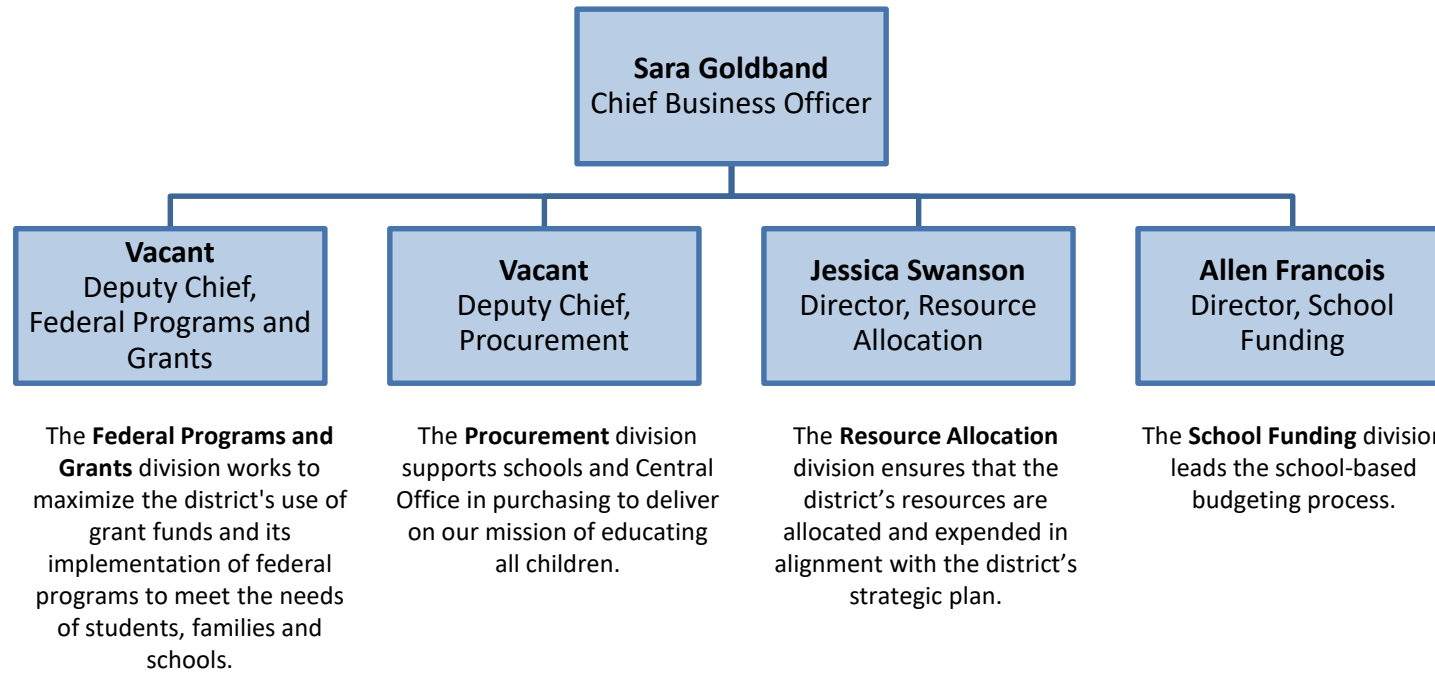 Sara Goldband
Chief Business Officer
Vacant
Deputy Chief,
Federal Programs and
Grants
Vacant
Deputy Chief,
Procurement
Jessica Swanson
Director, Resource
Allocation
Allen Francois
Director, School
Funding
The Federal Programs and
Grants division works to
maximize the district's use of
grant funds and its
implementation of federal
programs to meet the needs
of students, families and
schools.
The Procurement division
supports schools and Central
Office in purchasing to deliver
on our mission of educating
all children.
The Resource Allocation
division ensures that the
district’s resources are
allocated and expended in
alignment with the district’s
strategic plan.
The School Funding division
leads the school-based
budgeting process.